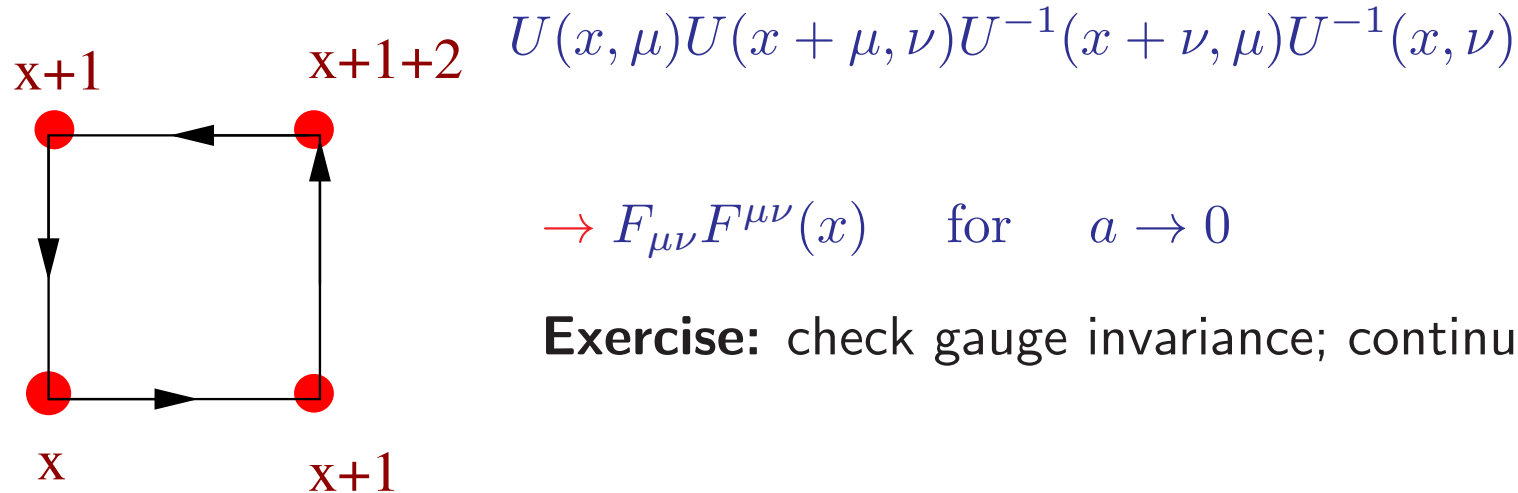 U(x, μ)U(x + μ, ν)U⁻¹(x + ν, μ)U⁻¹(x, ν)
x+1
x+1+2
→ F_{μν}F^{μν}(x) for a → 0
Exercise: check gauge invariance; continu
x
x+1